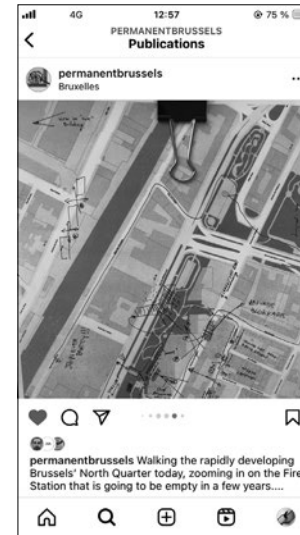 4G 12:57 75 %
PERMANENTBRUSSELS
Publications
permanentbrussels
Bruxelles
permanentbrussels Walking the rapidly developing
Brussels' North Quarter today, zooming in on the Fire
Station that is going to be empty in a few years....